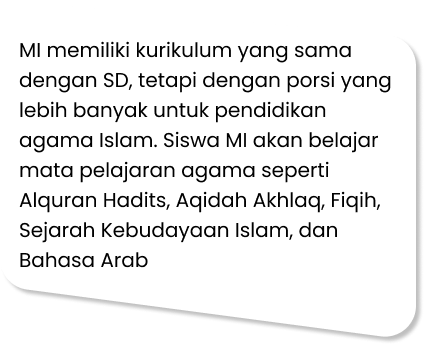 MI memiliki kurikulum yang sama
dengan SD, tetapi dengan porsi yang
lebih banyak untuk pendidikan
agama Islam. Siswa MI akan belajar
mata pelajaran agama seperti
Alquran Hadits, Aqidah Akhlaq, Fiqih,
Sejarah Kebudayaan Islam, dan
Bahasa Arab